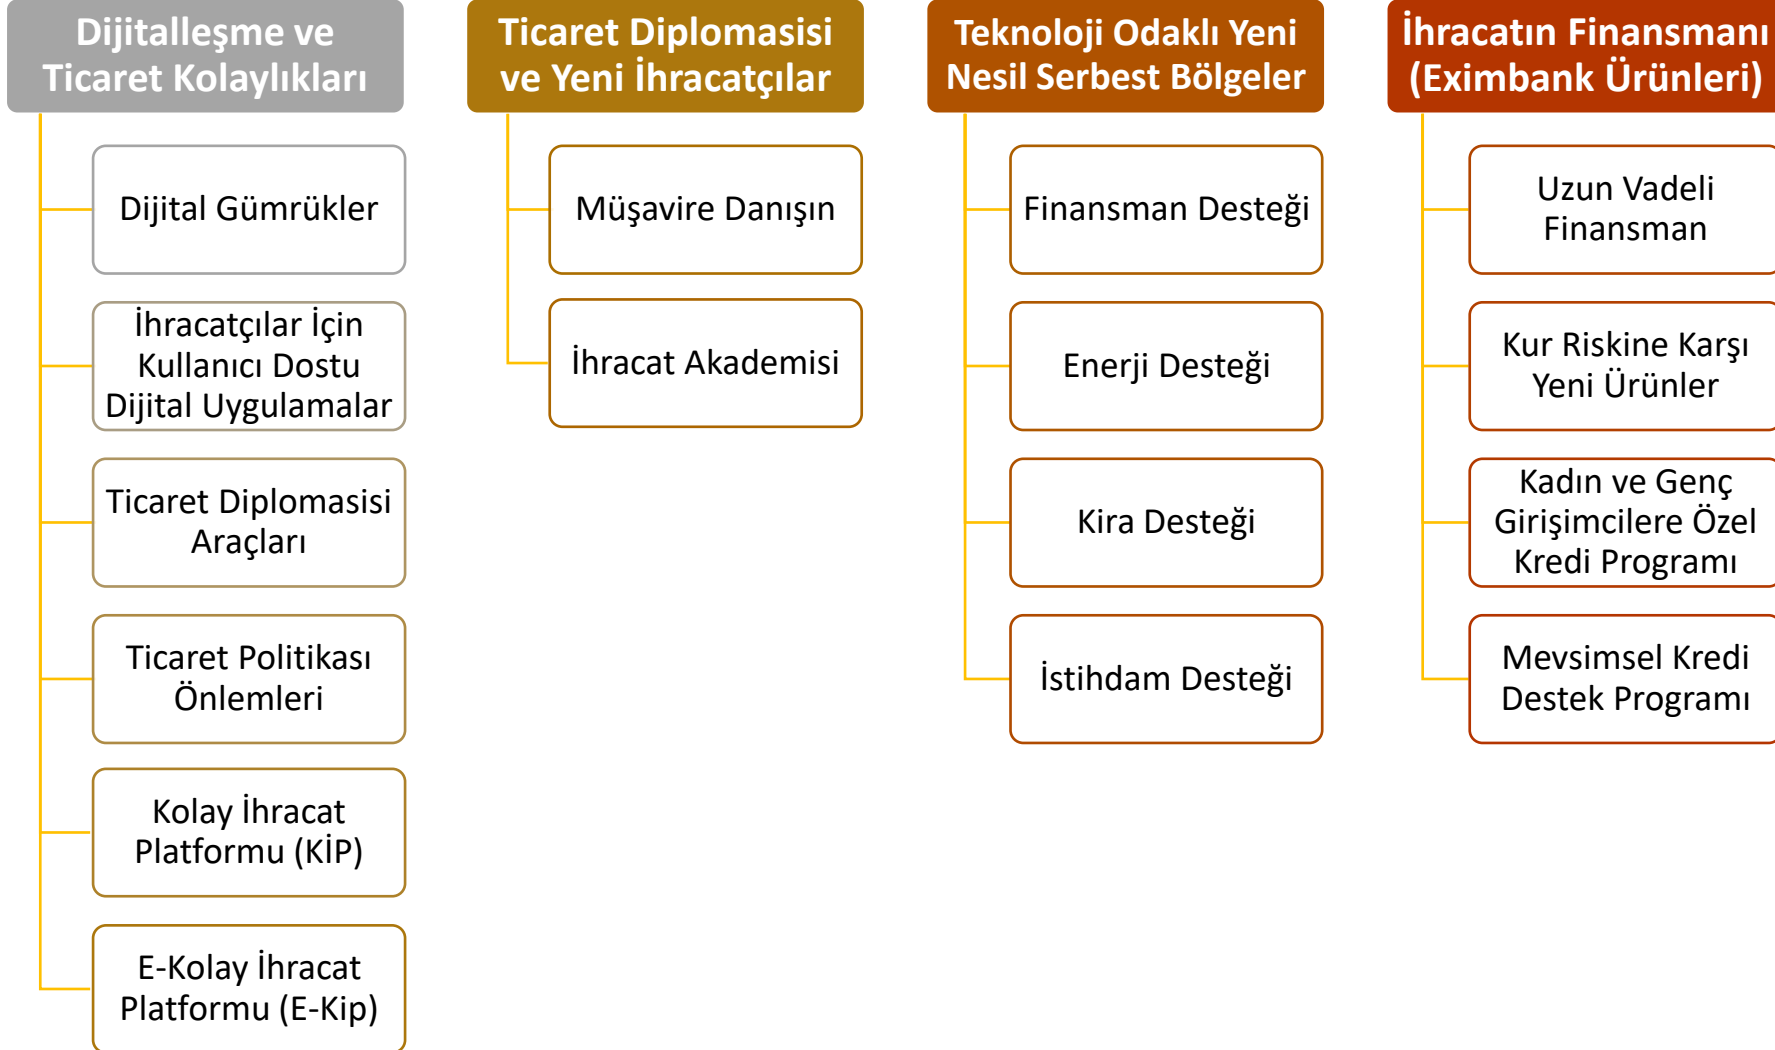 Dijitalleşme ve
Ticaret Kolaylıkları
Dijital Gümrükler
İhracatçılar İçin
Kullanıcı Dostu
Dijital Uygulamalar
Ticaret Diplomasisi
Araçları
Ticaret Politikası
Önlemleri
Kolay İhracat
Platformu (KİP)
E-Kolay İhracat
Platformu (E-Kip)
Ticaret Diplomasisi
ve Yeni İhracatçılar
Müşavire Danışın
İhracat Akademisi
Teknoloji Odaklı Yeni
Nesil Serbest Bölgeler
Finansman Desteği
Enerji Desteği
Kira Desteği
İstihdam Desteği
İhracatın Finansmanı
(Eximbank Ürünleri)
Uzun Vadeli
Finansman
Kur Riskine Karşı
Yeni Ürünler
Kadın ve Genç
Girişimcilere Özel
Kredi Programı
Mevsimsel Kredi
Destek Programı